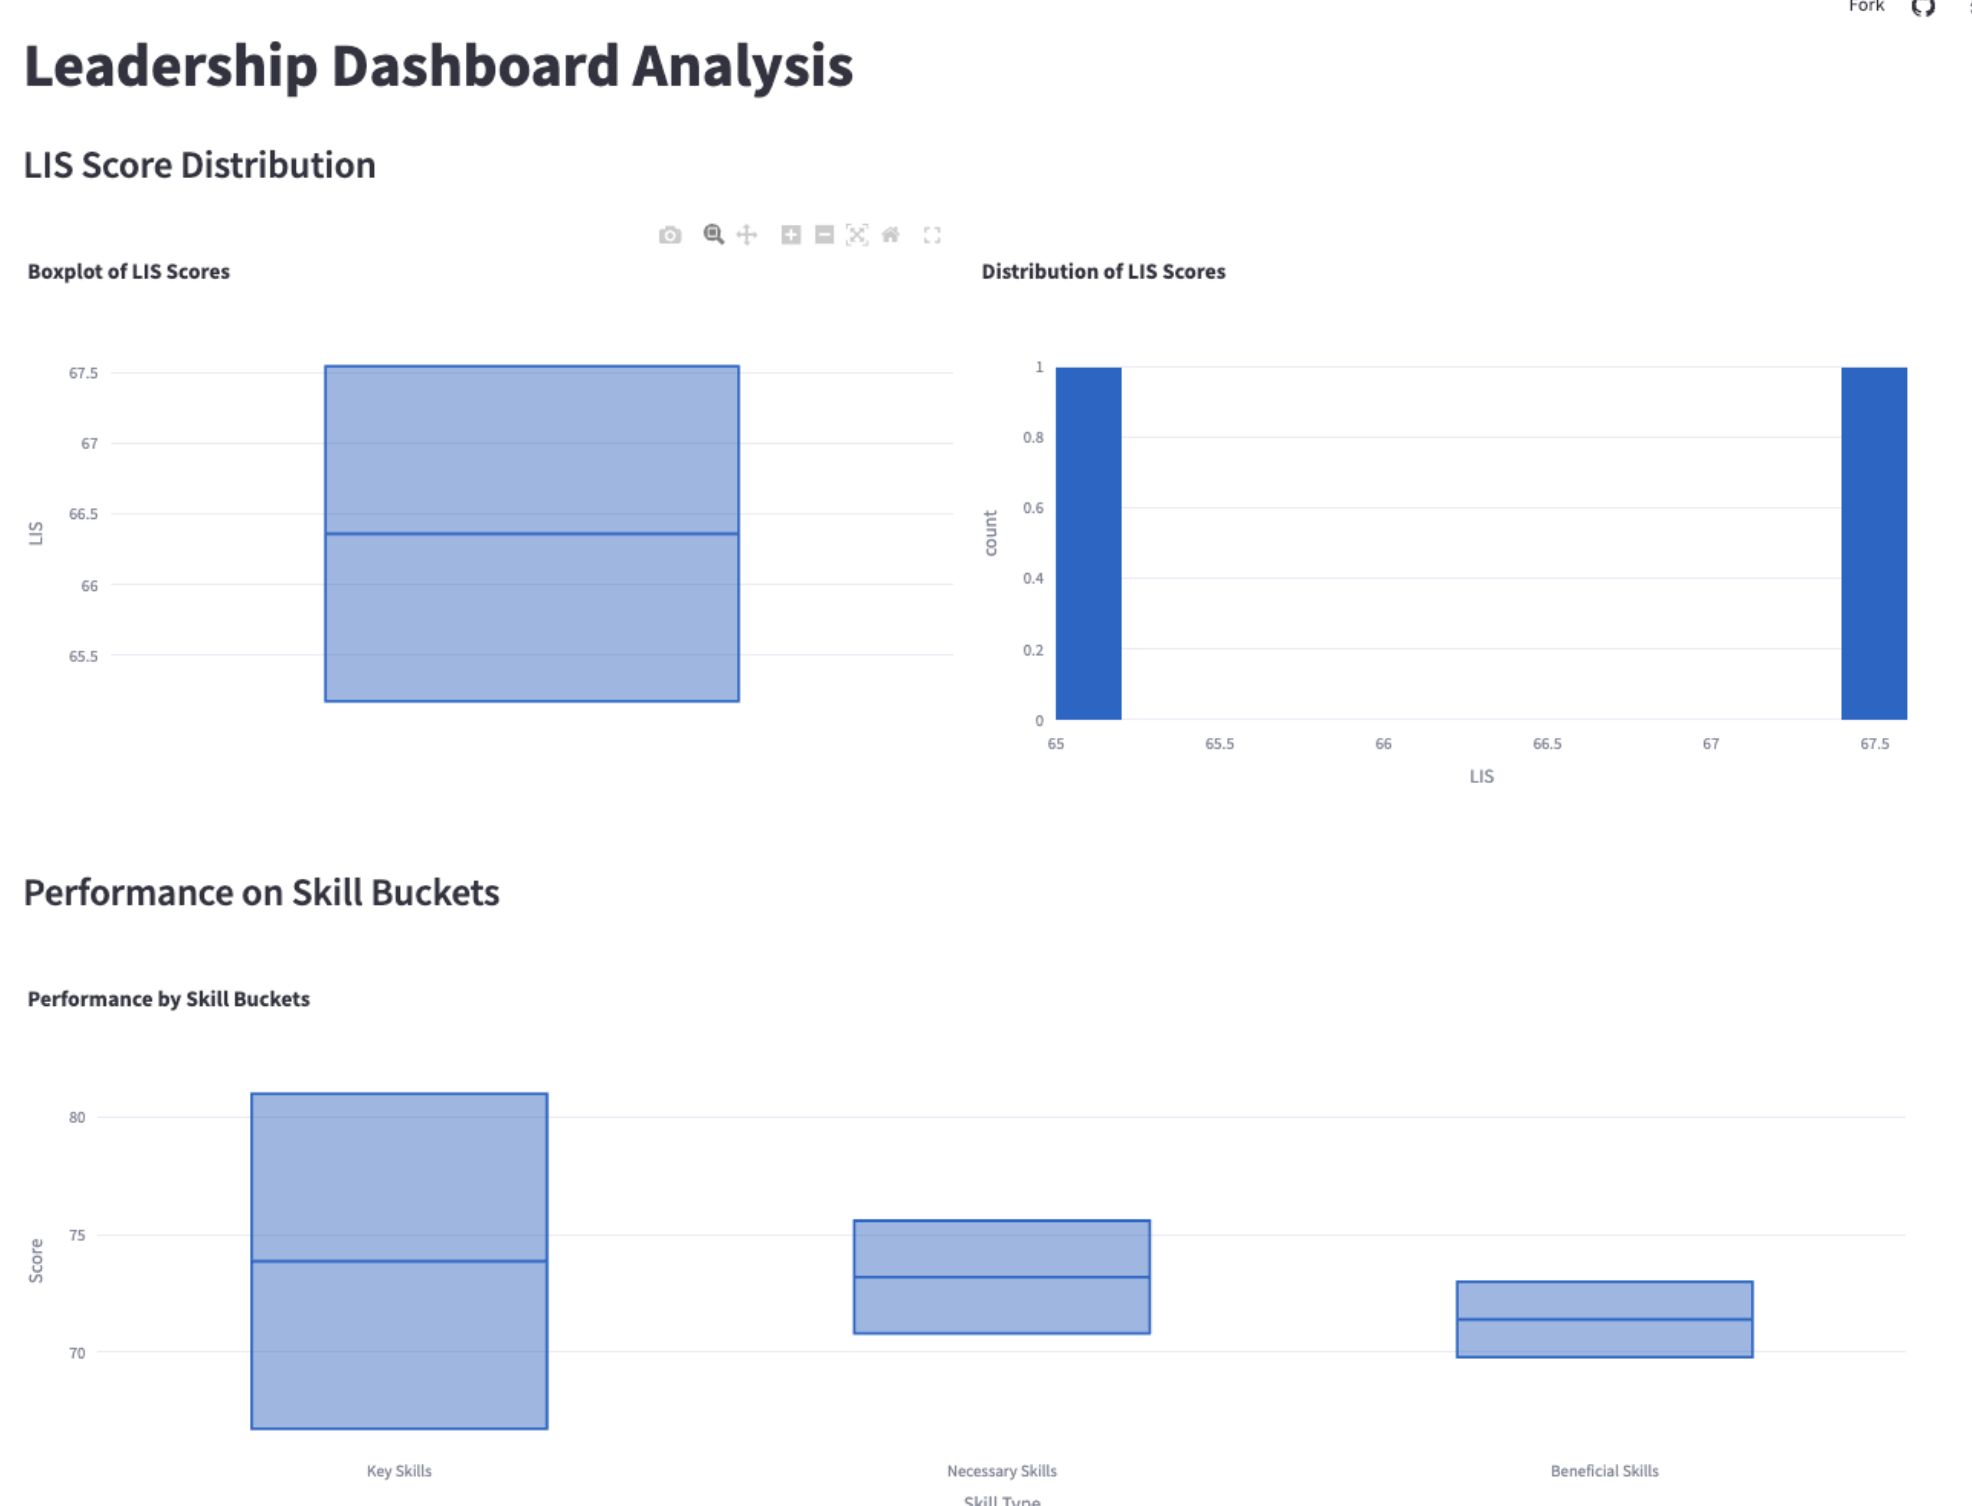 Fork
Leadership Dashboard Analysis
LIS Score Distribution
Boxplot of LIS Scores
67.5
67
66.5
66
65.5
LIS
Distribution of LIS Scores
1
0.8
0.6
0.4
0.2
0
count
65
65.5
66
66.5
67
67.5
LIS
Performance on Skill Buckets
Performance by Skill Buckets
80
75
70
Score
Key Skills
Necessary Skills
Beneficial Skills
Skill Type